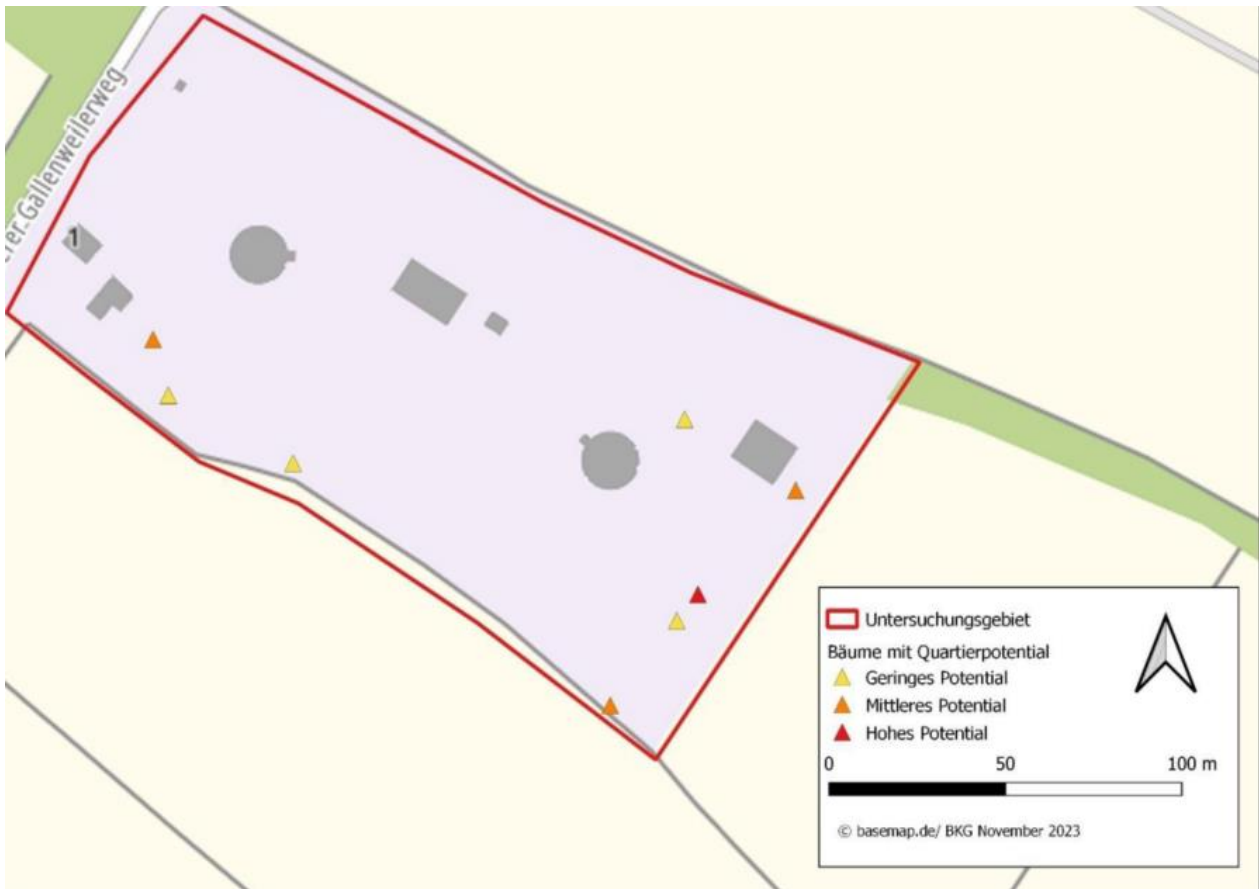 Gallenweilerweg
1
Untersuchungsgebiet
Bäume mit Quartierpotential
Geringes Potential
Mittleres Potential
Hohes Potential
0 50 100 m
© basemap.de/ BKG November 2023